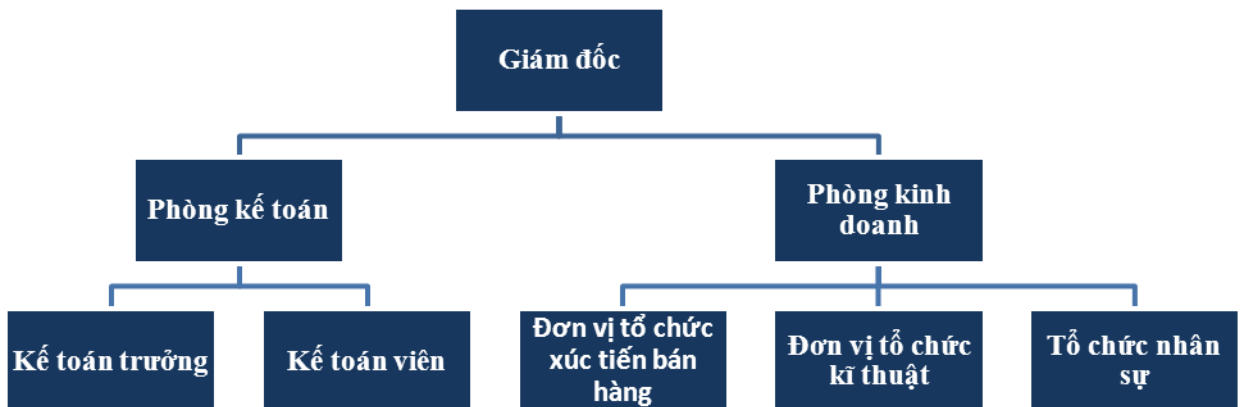 Giám đốc
Phòng kế toán
Phòng kinh
doanh
Kế toán trưởng
Kế toán viên
Đơn vị tổ chức
xúc tiến bán
hàng
Đơn vị tổ chức
kĩ thuật
Tổ chức nhân
sự